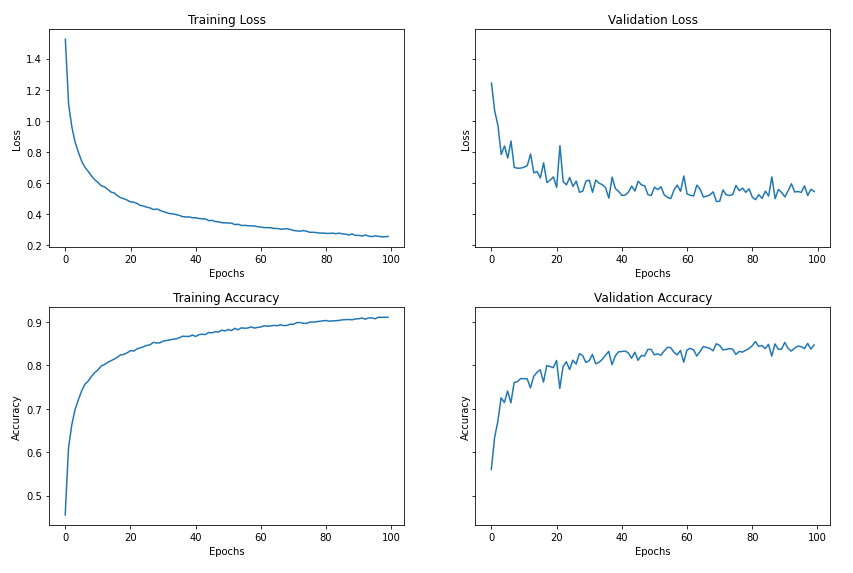 Training Loss
Validation Loss
Loss
1.4
1.2
1.0
0.8
0.6
0.4
0.2
0 20 40 60 80 100
Epochs
Loss
0 20 40 60 80 100
Epochs
Training Accuracy
Validation Accuracy
Accuracy
0.9
0.8
0.7
0.6
0.5
0 20 40 60 80 100
Epochs
Accuracy
0 20 40 60 80 100
Epochs